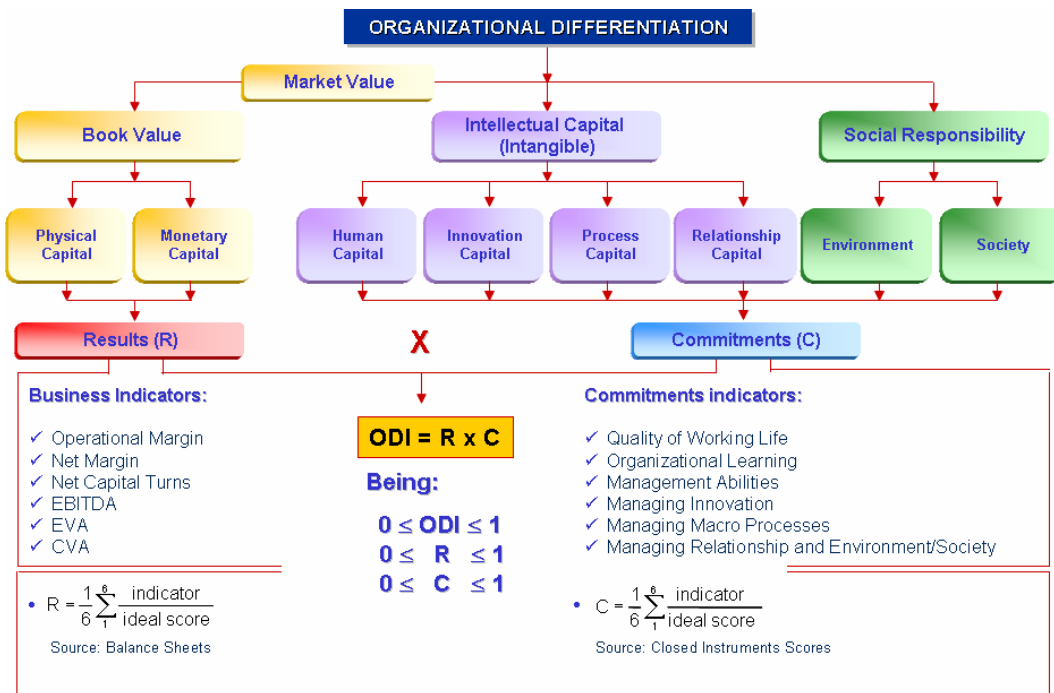 ORGANIZATIONAL DIFFERENTIATION
Market Value
Book Value
Intellectual Capital
(Intangible)
Social Responsibility
Physical
Capital
Monetary
Capital
Human
Capital
Innovation
Capital
Process
Capital
Relationship
Capital
Environment
Society
Results (R)
X
Commitments (C)
Business Indicators:
✓ Operational Margin
✓ Net Margin
✓ Net Capital Turns
✓ EBITDA
✓ EVA
✓ CVA
ODI = R x C
Being:
0 ≤ ODI ≤ 1
0 ≤ R ≤ 1
0 ≤ C ≤ 1
Commitments indicators:
✓ Quality of Working Life
✓ Organizational Learning
✓ Management Abilities
✓ Managing Innovation
✓ Managing Macro Processes
✓ Managing Relationship and Environment/Society
• R = 1/6 ∑₁⁶ indicator/ideal score
Source: Balance Sheets
• C = 1/6 ∑₁⁶ indicator/ideal score
Source: Closed Instruments Scores